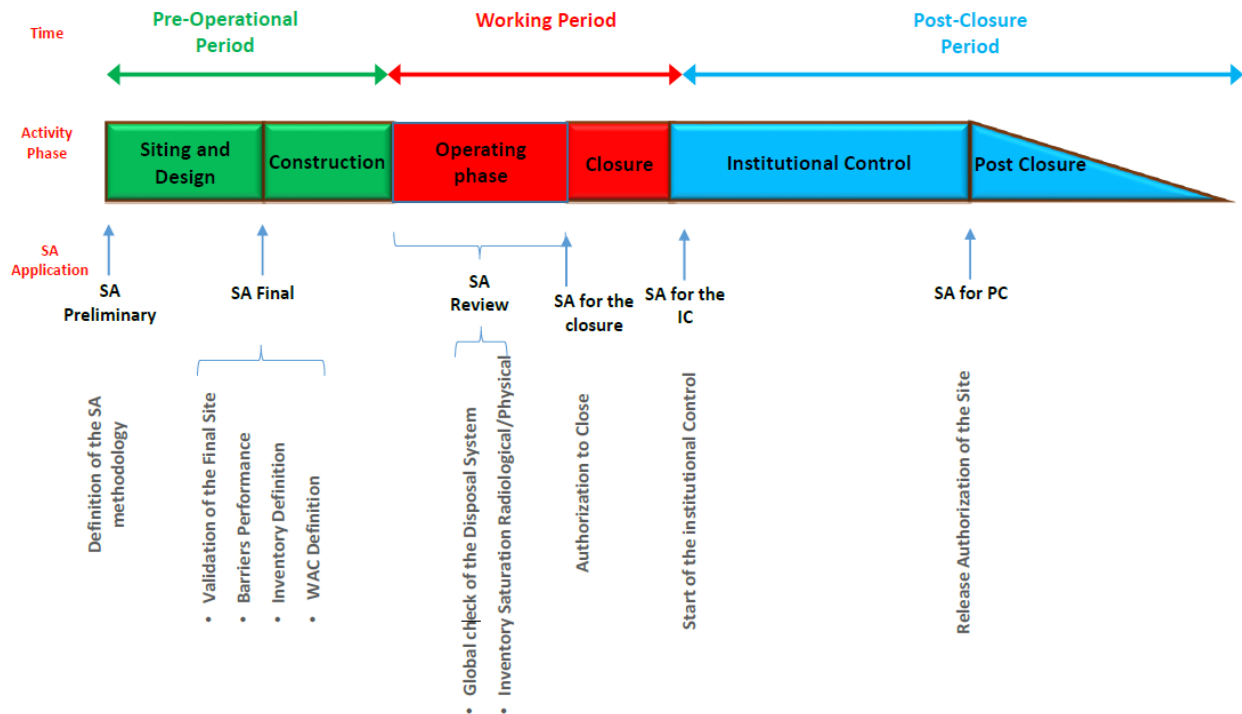 Time
Pre-Operational
Period
Working Period
Post-Closure
Period
Activity
Phase
Siting and
Design
Construction
Operating
phase
Closure
Institutional Control
Post Closure
SA
Application
SA
Preliminary
SA Final
SA
Review
SA for the
closure
SA for the
IC
SA for PC
Definition of the SA
methodology
• Validation of the Final Site
• Barriers Performance
• Inventory Definition
• WAC Definition
• Global check of the Disposal System
• Inventory Saturation Radiological/Physical
Authorization to Close
Start of the institutional Control
Release Authorization of the Site